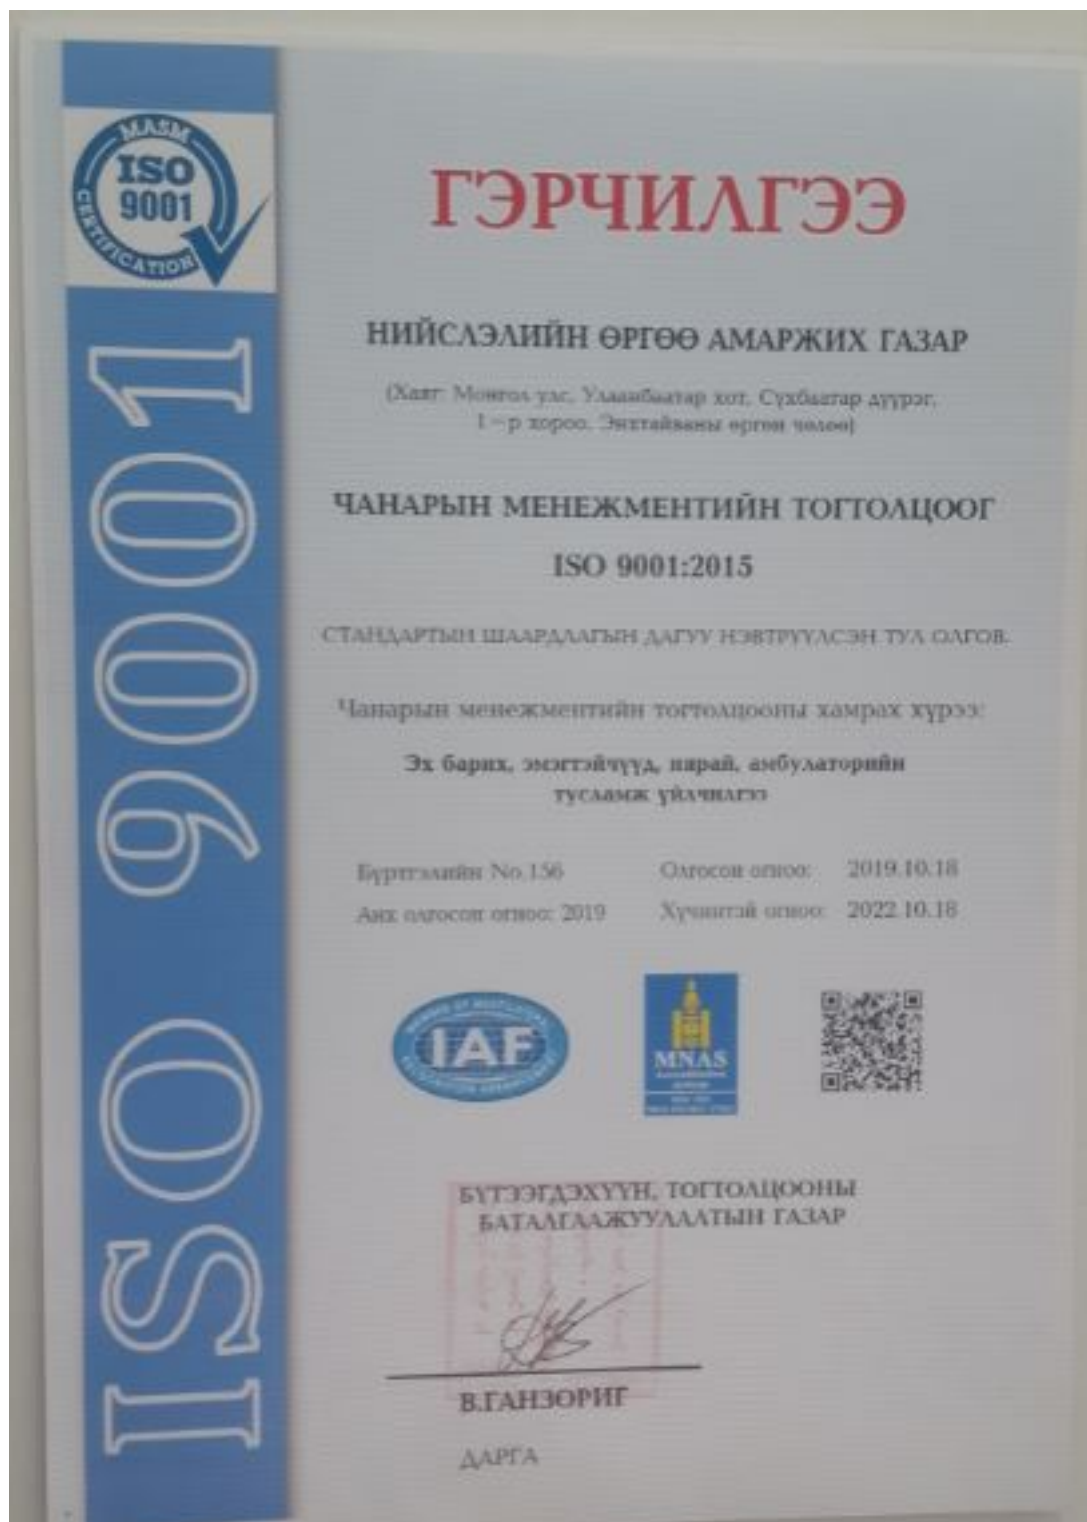 MASM
ISO
9001
CERTIFICATION
ISO 9001
ГЭРЧИЛГЭЭ
НИЙСЛЭЛИЙН ӨРГӨӨ АМАРЖИХ ГАЗАР
(Хаяг: Монгол улс, Улаанбаатар хот, Сүхбаатар дүүрэг,
1-р хороо, Энхтайваны өргөн чөлөө)
ЧАНАРЫН МЕНЕЖМЕНТИЙН ТОГТОЛЦООГ
ISO 9001:2015
СТАНДАРТЫН ШААРДЛАГЫН ДАГУУ НЭВТРҮҮЛСЭН ТУЛ ОЛГОВ.
Чанарын менежментийн тогтолцооны хамрах хүрээ:
Эх барих, эмэгтэйчүүд, нярай, амбулаторийн
тусламж үйлчилгээ
Бүртгэлийн No.156 Олгосон огноо: 2019.10.18
Анх олгосон огноо: 2019 Хүчинтэй огноо: 2022.10.18
IAF
MNAS
БҮТЭЭГДЭХҮҮН, ТОГТОЛЦООНЫ
БАТАЛГААЖУУЛАЛТЫН ГАЗАР
В.ГАНЗОРИГ
ДАРГА